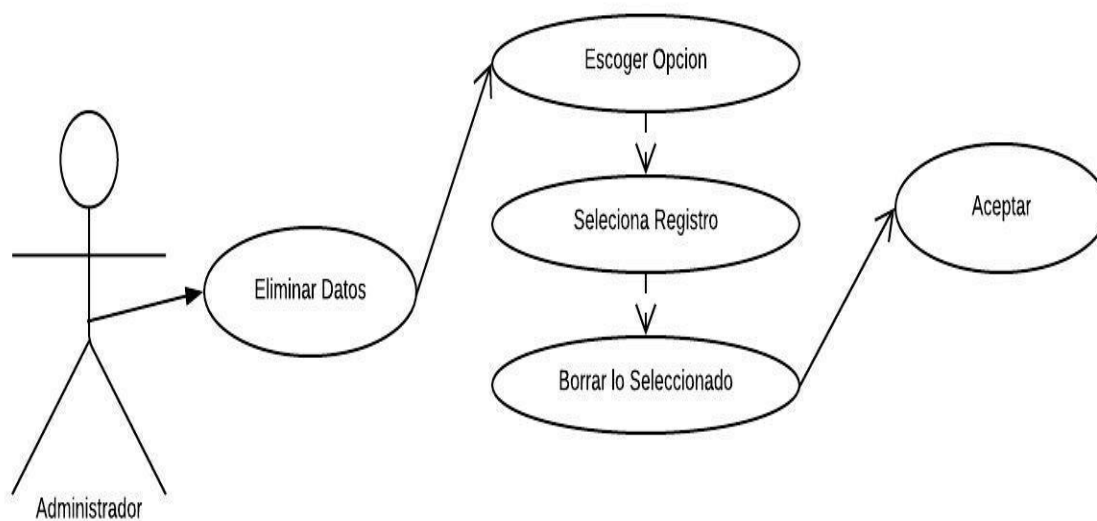 Escoger Opcion
Seleciona Registro
Aceptar
Eliminar Datos
Borrar lo Seleccionado
Administrador